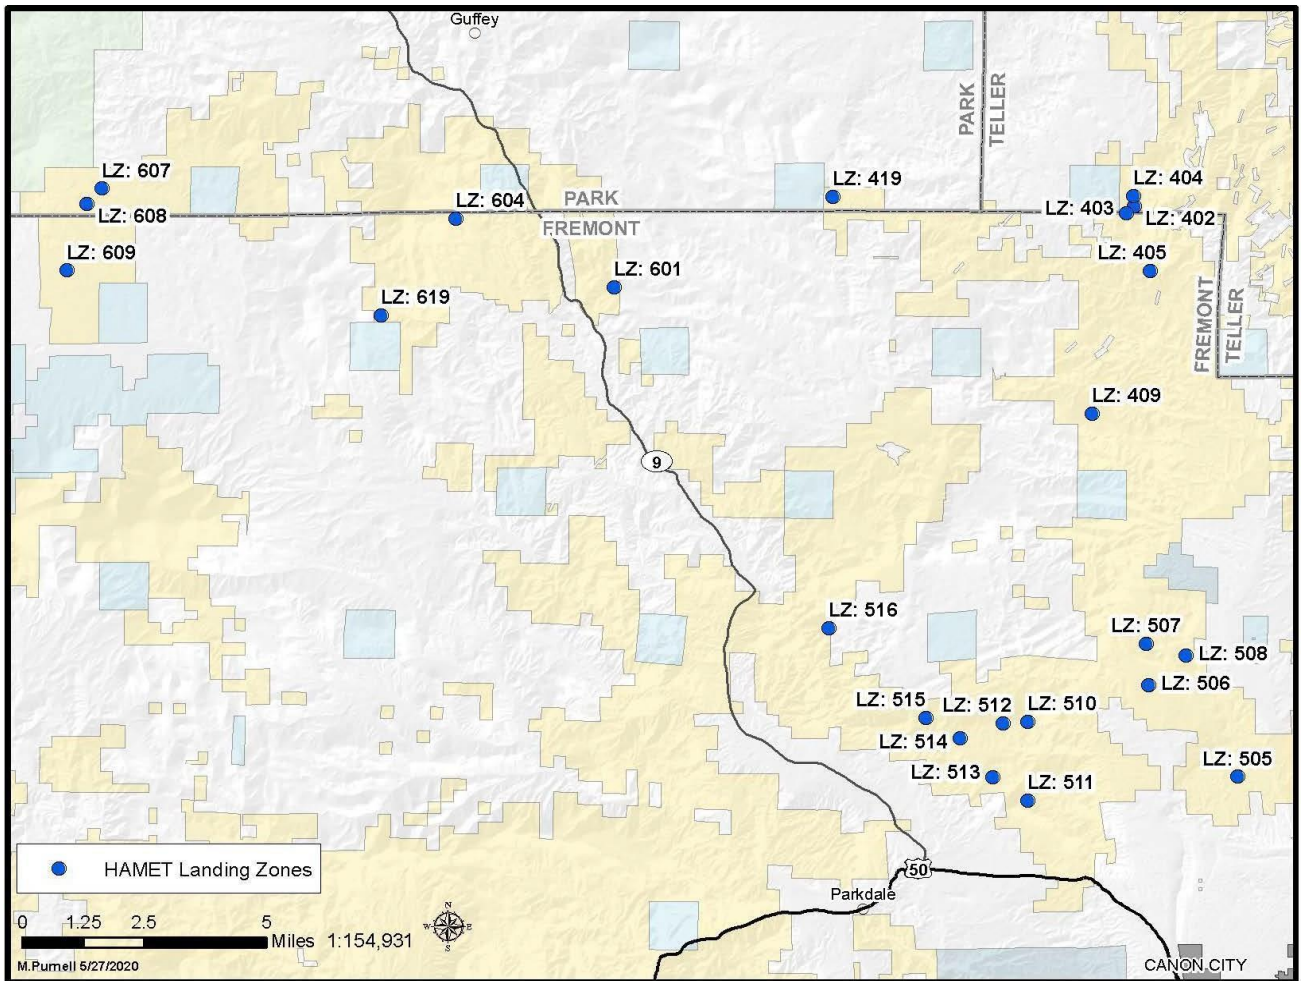 Guffey
PARK
TELLER
LZ: 607
LZ: 608
LZ: 604
PARK
FREMONT
LZ: 419
LZ: 404
LZ: 403
LZ: 402
LZ: 405
LZ: 609
LZ: 601
LZ: 619
FREMONT
TELLER
LZ: 409
9
LZ: 516
LZ: 507
LZ: 508
LZ: 506
LZ: 515
LZ: 512
LZ: 510
LZ: 514
LZ: 513
LZ: 511
LZ: 505
50
Parkdale
CANON CITY
HAMET Landing Zones
0 1.25 2.5 5
Miles 1:154,931
N
W E
S
M.Purnell 5/27/2020